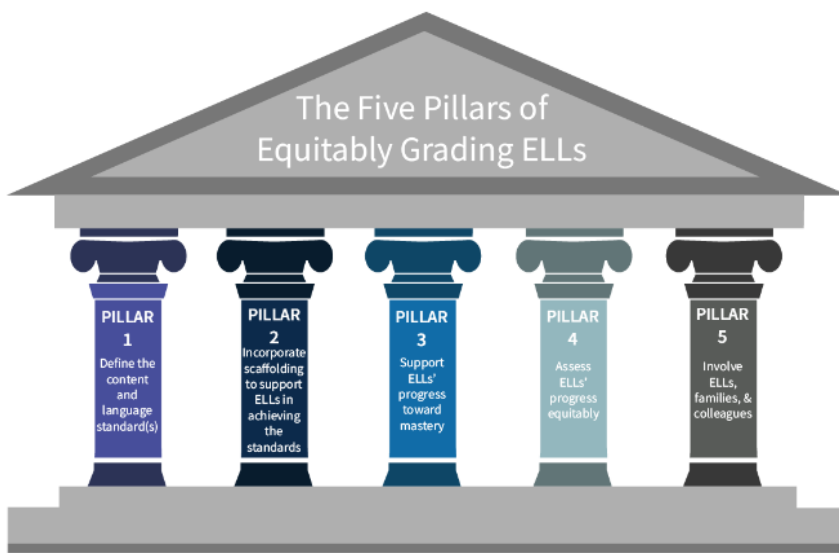 The Five Pillars of
Equitably Grading ELLs
PILLAR
1
Define the
content
and
language
standard(s)
PILLAR
2
Incorporate
scaffolding
to support
ELLs in
achieving
the
standards
PILLAR
3
Support
ELLs'
progress
toward
mastery
PILLAR
4
Assess
ELLs'
progress
equitably
PILLAR
5
Involve
ELLs,
families, &
colleagues